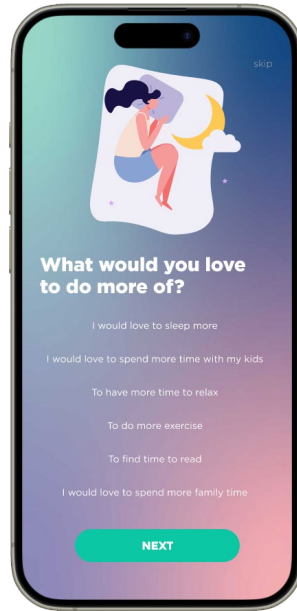 skip
What would you love
to do more of?
I would love to sleep more
I would love to spend more time with my kids
To have more time to relax
To do more exercise
To find time to read
I would love to spend more family time
NEXT